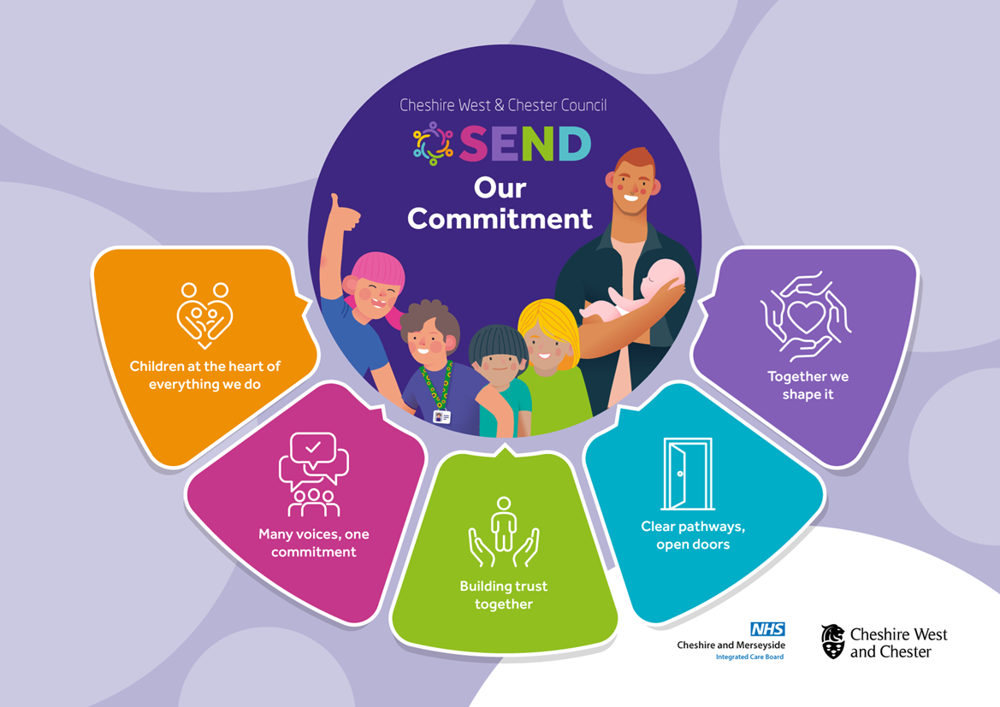 Cheshire West & Chester Council
SEND
Our
Commitment
Children at the heart of
everything we do
Many voices, one
commitment
Building trust
together
Clear pathways,
open doors
Together we
shape it
NHS
Cheshire and Merseyside
Integrated Care Board
Cheshire West
and Chester